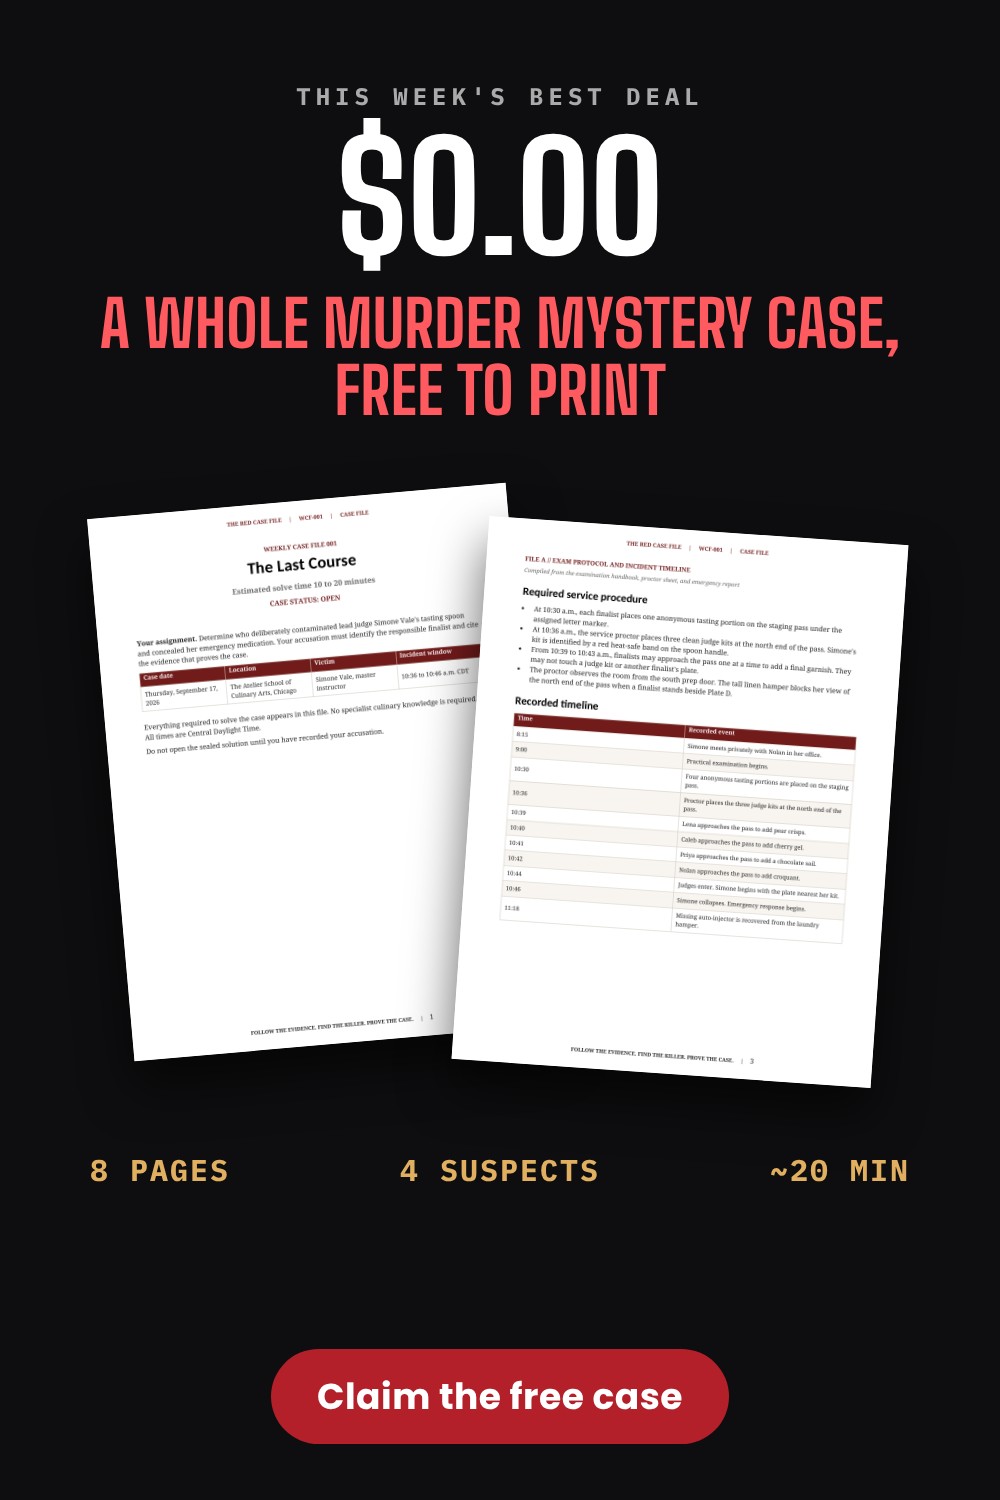 THIS WEEK'S BEST DEAL
$0.00
A WHOLE MURDER MYSTERY CASE,
FREE TO PRINT
THE RED CASE FILE | WCF-001 | CASE FILE
WEEKLY CASE FILE 001
The Last Course
Estimated solve time 10 to 20 minutes
CASE STATUS: OPEN
Your assignment. Determine who deliberately contaminated lead judge Simone Vale's tasting spoon
and concealed her emergency medication. Your accusation must identify the responsible finalist and cite
the evidence that proves the case.
Case date Location Victim Incident window
Thursday, September 17, 2026 The Atelier School of Culinary Arts, Chicago Simone Vale, master instructor 10:36 to 10:46 a.m. CDT
Everything required to solve the case appears in this file. No specialist culinary knowledge is required.
All times are Central Daylight Time.
Do not open the sealed solution until you have recorded your accusation.
FOLLOW THE EVIDENCE. FIND THE KILLER. PROVE THE CASE. | 1
THE RED CASE FILE | WCF-001 | CASE FILE
FILE A // EXAM PROTOCOL AND INCIDENT TIMELINE
Compiled from the examination handbook, proctor sheet, and emergency report
Required service procedure
• At 10:30 a.m., each finalist places one anonymous tasting portion on the staging pass under the
assigned letter marker.
• At 10:36 a.m., the service proctor places three clean judge kits at the north end of the pass. Simone's
kit is identified by a red heat-safe band on the spoon handle.
• From 10:39 to 10:43 a.m., finalists may approach the pass one at a time to add a final garnish. They
may not touch a judge kit or another finalist's plate.
• The proctor observes the room from the south prep door. The tall linen hamper blocks her view of
the north end of the pass when a finalist stands beside Plate D.
Recorded timeline
Time Recorded event
8:15 Simone meets privately with Nolan in her office.
9:00 Practical examination begins.
10:30 Four anonymous tasting portions are placed on the staging pass.
10:36 Proctor places the three judge kits at the north end of the pass.
10:39 Lena approaches the pass to add pear crisps.
10:40 Caleb approaches the pass to add cherry gel.
10:41 Priya approaches the pass to add a chocolate sail.
10:42 Nolan approaches the pass to add croquant.
10:44 Judges enter. Simone begins with the plate nearest her kit.
10:46 Simone collapses. Emergency response begins.
11:18 Missing auto-injector is recovered from the laundry hamper.
FOLLOW THE EVIDENCE. FIND THE KILLER. PROVE THE CASE. | 3
8 PAGES
4 SUSPECTS
~20 MIN
Claim the free case